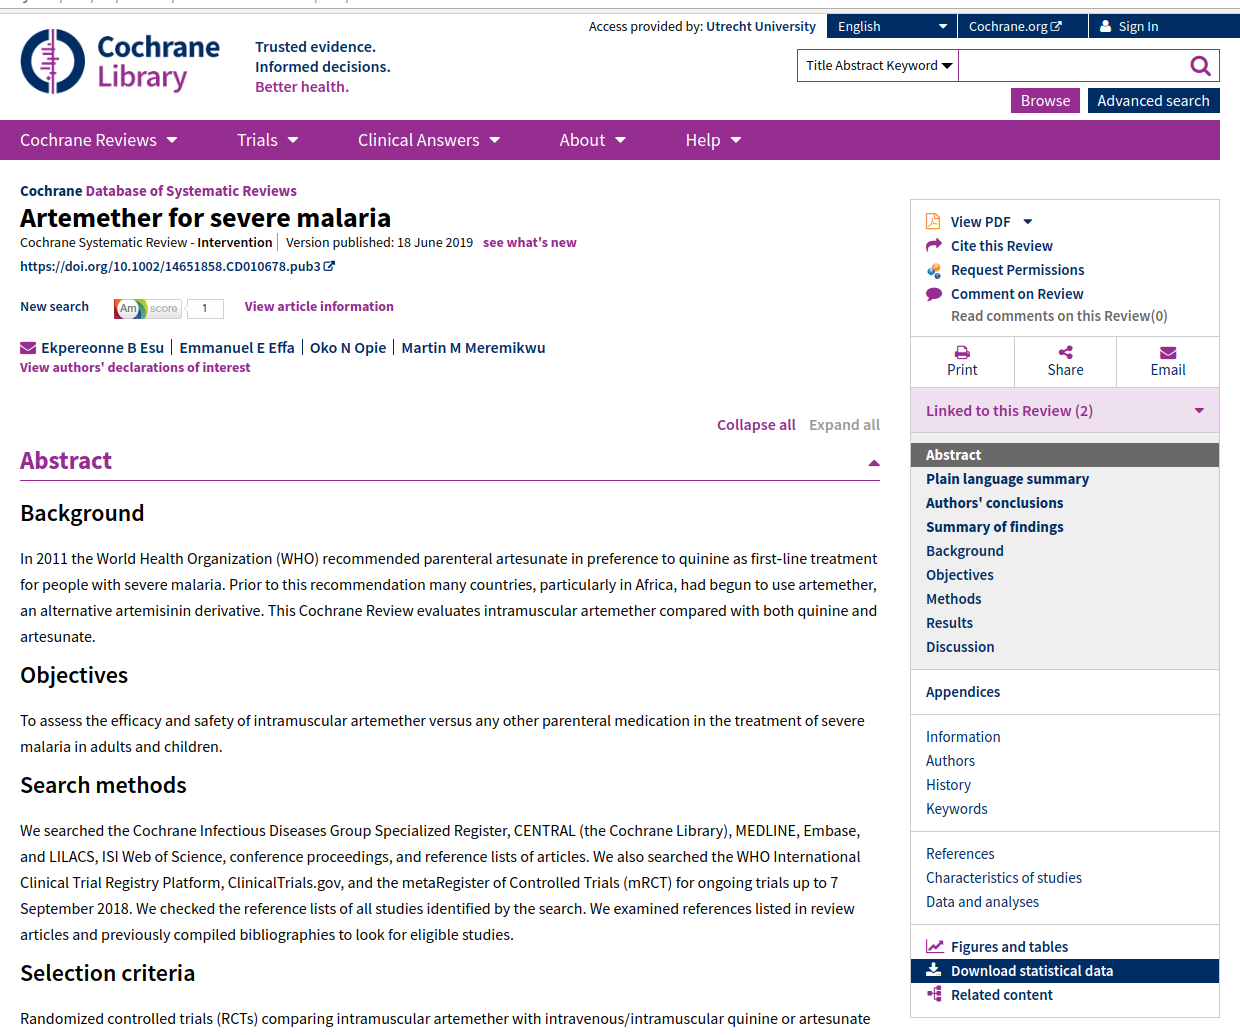 Access provided by: Utrecht University
English
Cochrane.org
Sign In
Cochrane
Library
Trusted evidence.
Informed decisions.
Better health.
Title Abstract Keyword
Browse
Advanced search
Cochrane Reviews
Trials
Clinical Answers
About
Help
Cochrane Database of Systematic Reviews
Artemether for severe malaria
Cochrane Systematic Review - Intervention Version published: 18 June 2019 see what's new
https://doi.org/10.1002/14651858.CD010678.pub3
New search
Am score 1
View article information
Ekpereonne B Esu | Emmanuel E Effa | Oko N Opie | Martin M Meremikwu
View authors' declarations of interest
Collapse all Expand all
Abstract
Background
In 2011 the World Health Organization (WHO) recommended parenteral artesunate in preference to quinine as first-line treatment
for people with severe malaria. Prior to this recommendation many countries, particularly in Africa, had begun to use artemether,
an alternative artemisinin derivative. This Cochrane Review evaluates intramuscular artemether compared with both quinine and
artesunate.
Objectives
To assess the efficacy and safety of intramuscular artemether versus any other parenteral medication in the treatment of severe
malaria in adults and children.
Search methods
We searched the Cochrane Infectious Diseases Group Specialized Register, CENTRAL (the Cochrane Library), MEDLINE, Embase,
and LILACS, ISI Web of Science, conference proceedings, and reference lists of articles. We also searched the WHO International
Clinical Trial Registry Platform, ClinicalTrials.gov, and the metaRegister of Controlled Trials (mRCT) for ongoing trials up to 7
September 2018. We checked the reference lists of all studies identified by the search. We examined references listed in review
articles and previously compiled bibliographies to look for eligible studies.
Selection criteria
Randomized controlled trials (RCTs) comparing intramuscular artemether with intravenous/intramuscular quinine or artesunate
View PDF
Cite this Review
Request Permissions
Comment on Review
Read comments on this Review(0)
Print
Share
Email
Linked to this Review (2)
Abstract
Plain language summary
Authors' conclusions
Summary of findings
Background
Objectives
Methods
Results
Discussion
Appendices
Information
Authors
History
Keywords
References
Characteristics of studies
Data and analyses
Figures and tables
Download statistical data
Related content